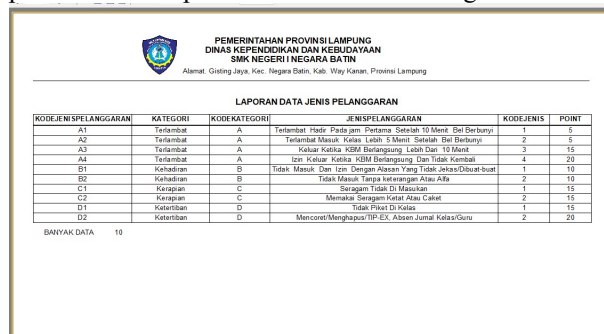 PEMERINTAHAN PROVINSI LAMPUNG
DINAS KEPENDIDIKAN DAN KEBUDAYAAN
SMK NEGERI I NEGARA BATIN
Alamat. Gisting Jaya, Kec. Negara Batin, Kab. Way Kanan, Provinsi Lampung
LAPORAN DATA JENIS PELANGGARAN
KODEJENISPELANGGARAN KATEGORI KODEKATEGORI JENISPELANGGARAN KODEJENIS POINT
A1 Terlambat A Terlambat Hadir Pada jam Pertama Setelah 10 Menit Bel Berbunyi 1 5
A2 Terlambat A Terlambat Masuk Kelas Lebih 5 Menit Setelah Bel Berbunyi 2 5
A3 Terlambat A Keluar Ketika KBM Berlangsung Lebih Dari 10 Menit 3 15
A4 Terlambat A Izin Keluar Ketika KBM Berlangsung Dan Tidak Kembali 4 20
B1 Kehadiran B Tidak Masuk Dan Izin Dengan Alasan Yang Tidak Jekas/Dibuat-buat 1 10
B2 Kehadiran B Tidak Masuk Tanpa keterangan Atau Alfa 2 10
C1 Kerapian C Seragam Tidak Di Masukan 1 15
C2 Kerapian C Memakai Seragam Ketat Atau Caket 2 15
D1 Ketertiban D Tidak Piket Di Kelas 1 15
D2 Ketertiban D Mencoret/Menghapus/TIP-EX, Absen Jurnal Kelas/Guru 2 20
BANYAK DATA 10